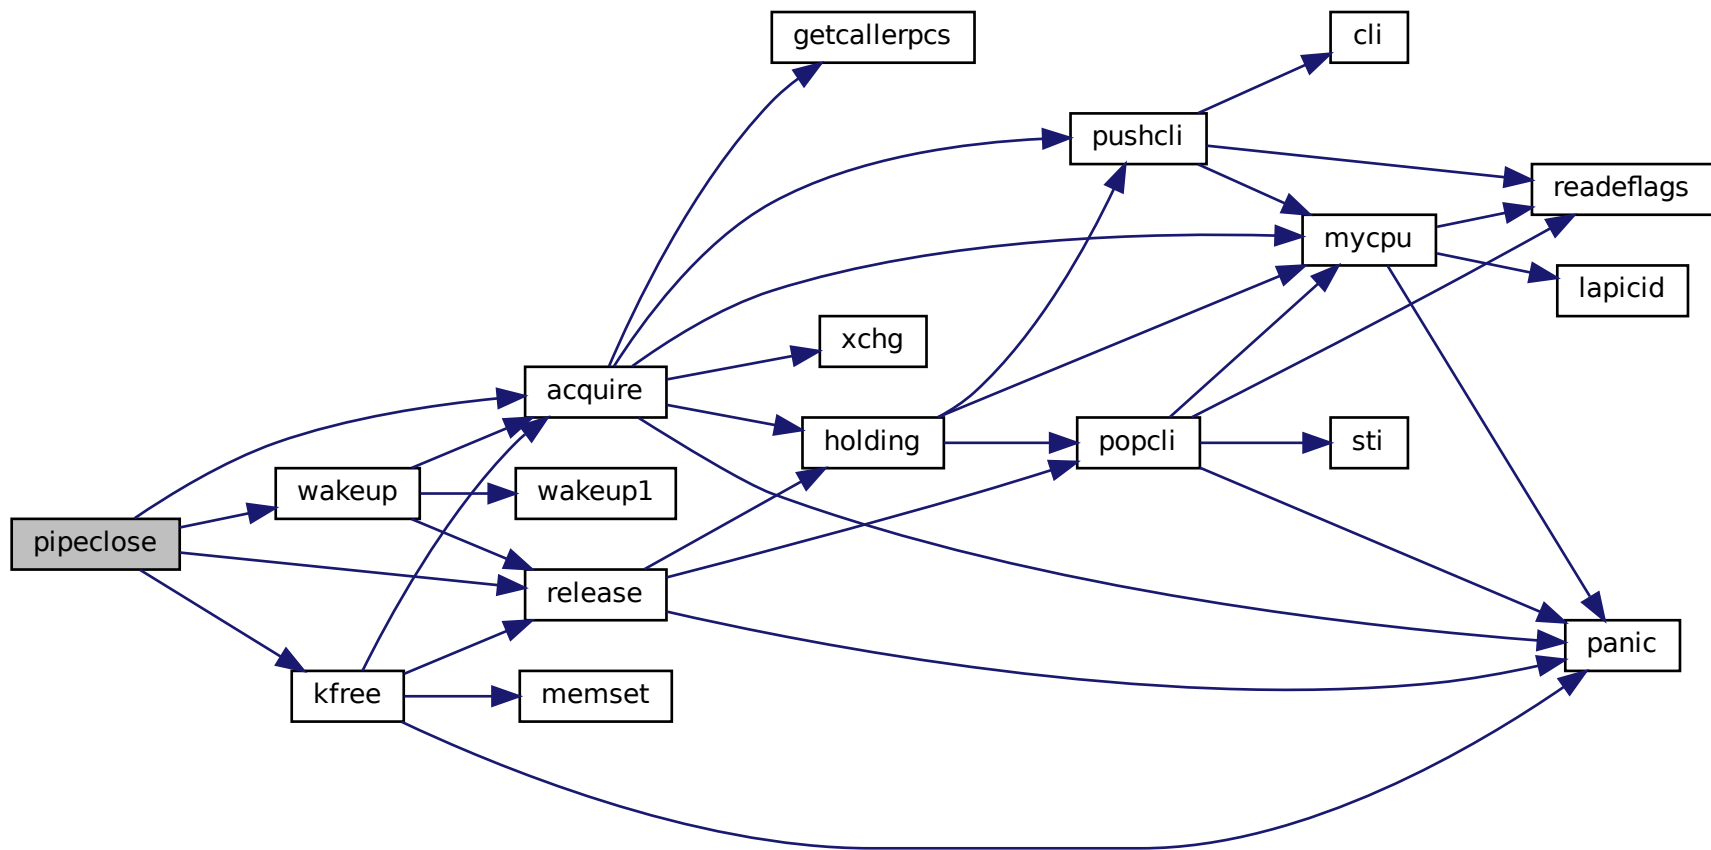 getcallerpcs
cli
pushcli
readeflags
mycpu
lapicid
xchg
acquire
holding
popcli
sti
wakeup
wakeup1
pipeclose
release
panic
kfree
memset